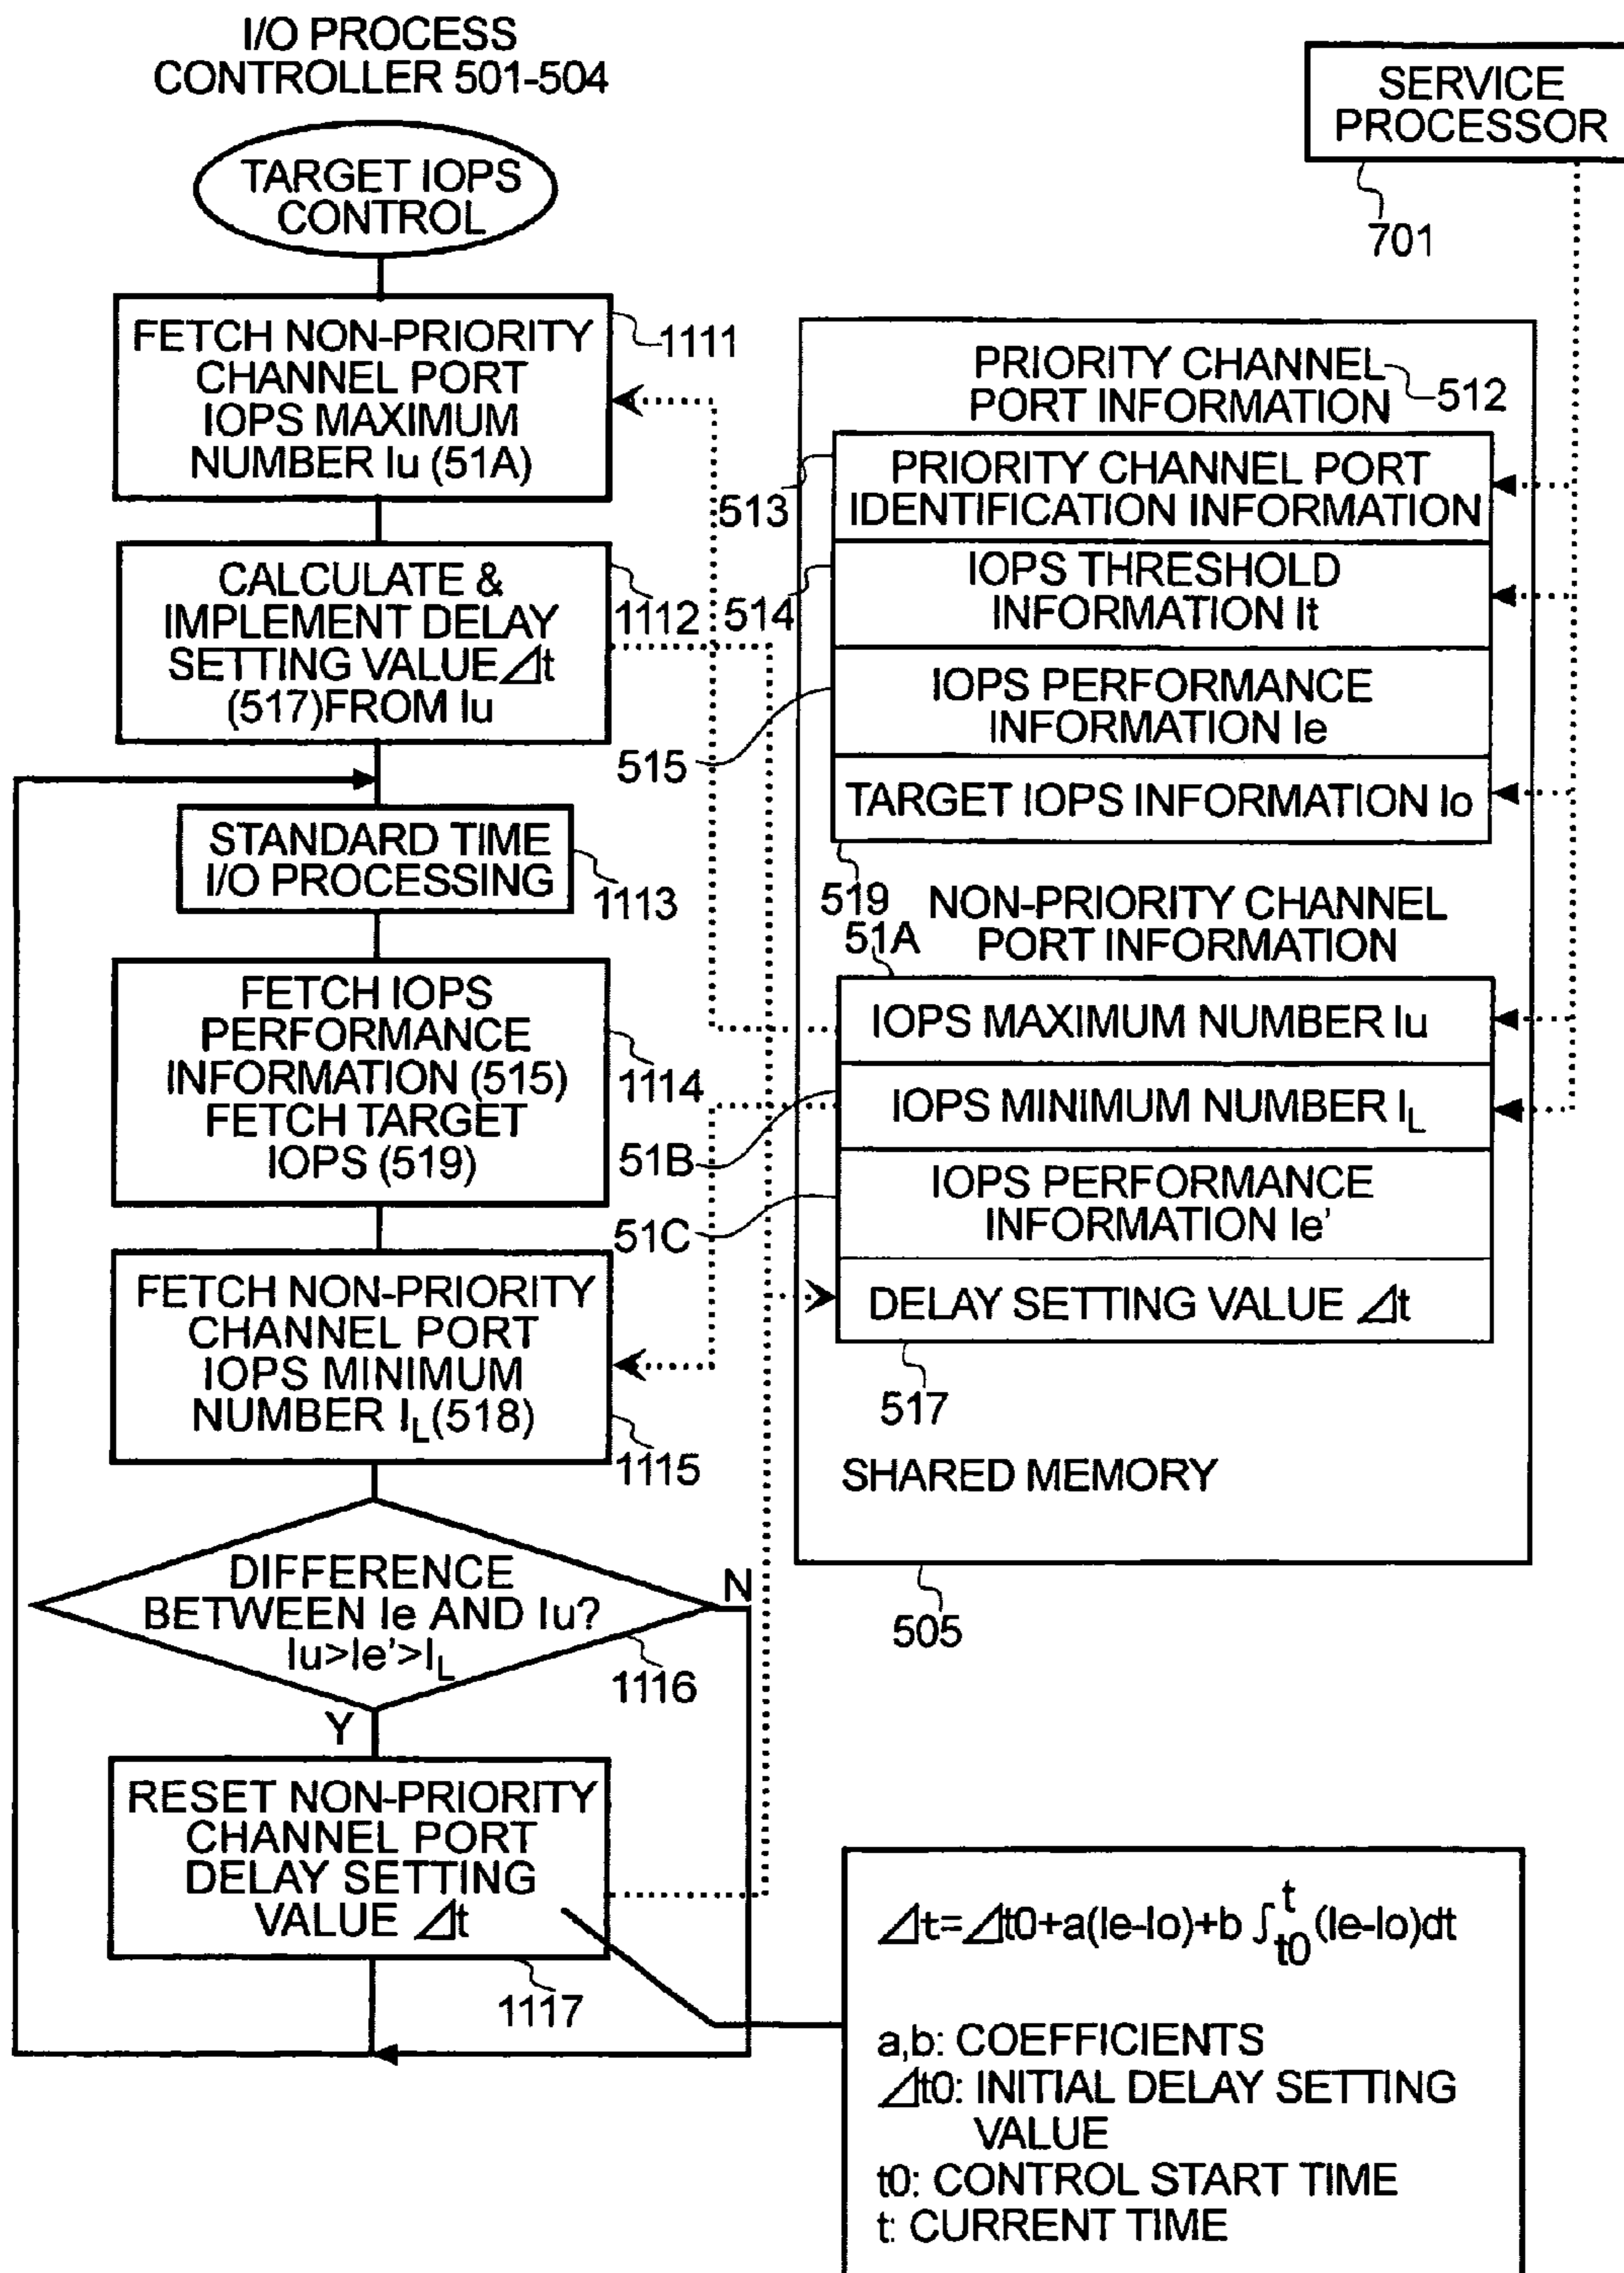 I/O PROCESS
CONTROLLER 501-504
TARGET IOPS
CONTROL
FETCH NON-PRIORITY
CHANNEL PORT
IOPS MAXIMUM
NUMBER Iu (51A)
1111
CALCULATE &
IMPLEMENT DELAY
SETTING VALUE ⊿t
(517)FROM Iu
1112
STANDARD TIME
I/O PROCESSING
1113
FETCH IOPS
PERFORMANCE
INFORMATION (515)
FETCH TARGET
IOPS (519)
1114
FETCH NON-PRIORITY
CHANNEL PORT
IOPS MINIMUM
NUMBER I_L(518)
1115
DIFFERENCE
BETWEEN Ie AND Iu?
Iu>Ie'>I_L
1116
N
Y
RESET NON-PRIORITY
CHANNEL PORT
DELAY SETTING
VALUE ⊿t
1117
SERVICE
PROCESSOR
701
PRIORITY CHANNEL
PORT INFORMATION
512
513
PRIORITY CHANNEL PORT
IDENTIFICATION INFORMATION
514
IOPS THRESHOLD
INFORMATION It
515
IOPS PERFORMANCE
INFORMATION Ie
TARGET IOPS INFORMATION Io
519
NON-PRIORITY CHANNEL
PORT INFORMATION
51A
IOPS MAXIMUM NUMBER Iu
51B
IOPS MINIMUM NUMBER I_L
51C
IOPS PERFORMANCE
INFORMATION Ie'
DELAY SETTING VALUE ⊿t
517
SHARED MEMORY
505
⊿t=⊿t0+a(Ie-Io)+b ∫_t0^t (Ie-Io)dt
a,b: COEFFICIENTS
⊿t0: INITIAL DELAY SETTING
VALUE
t0: CONTROL START TIME
t: CURRENT TIME